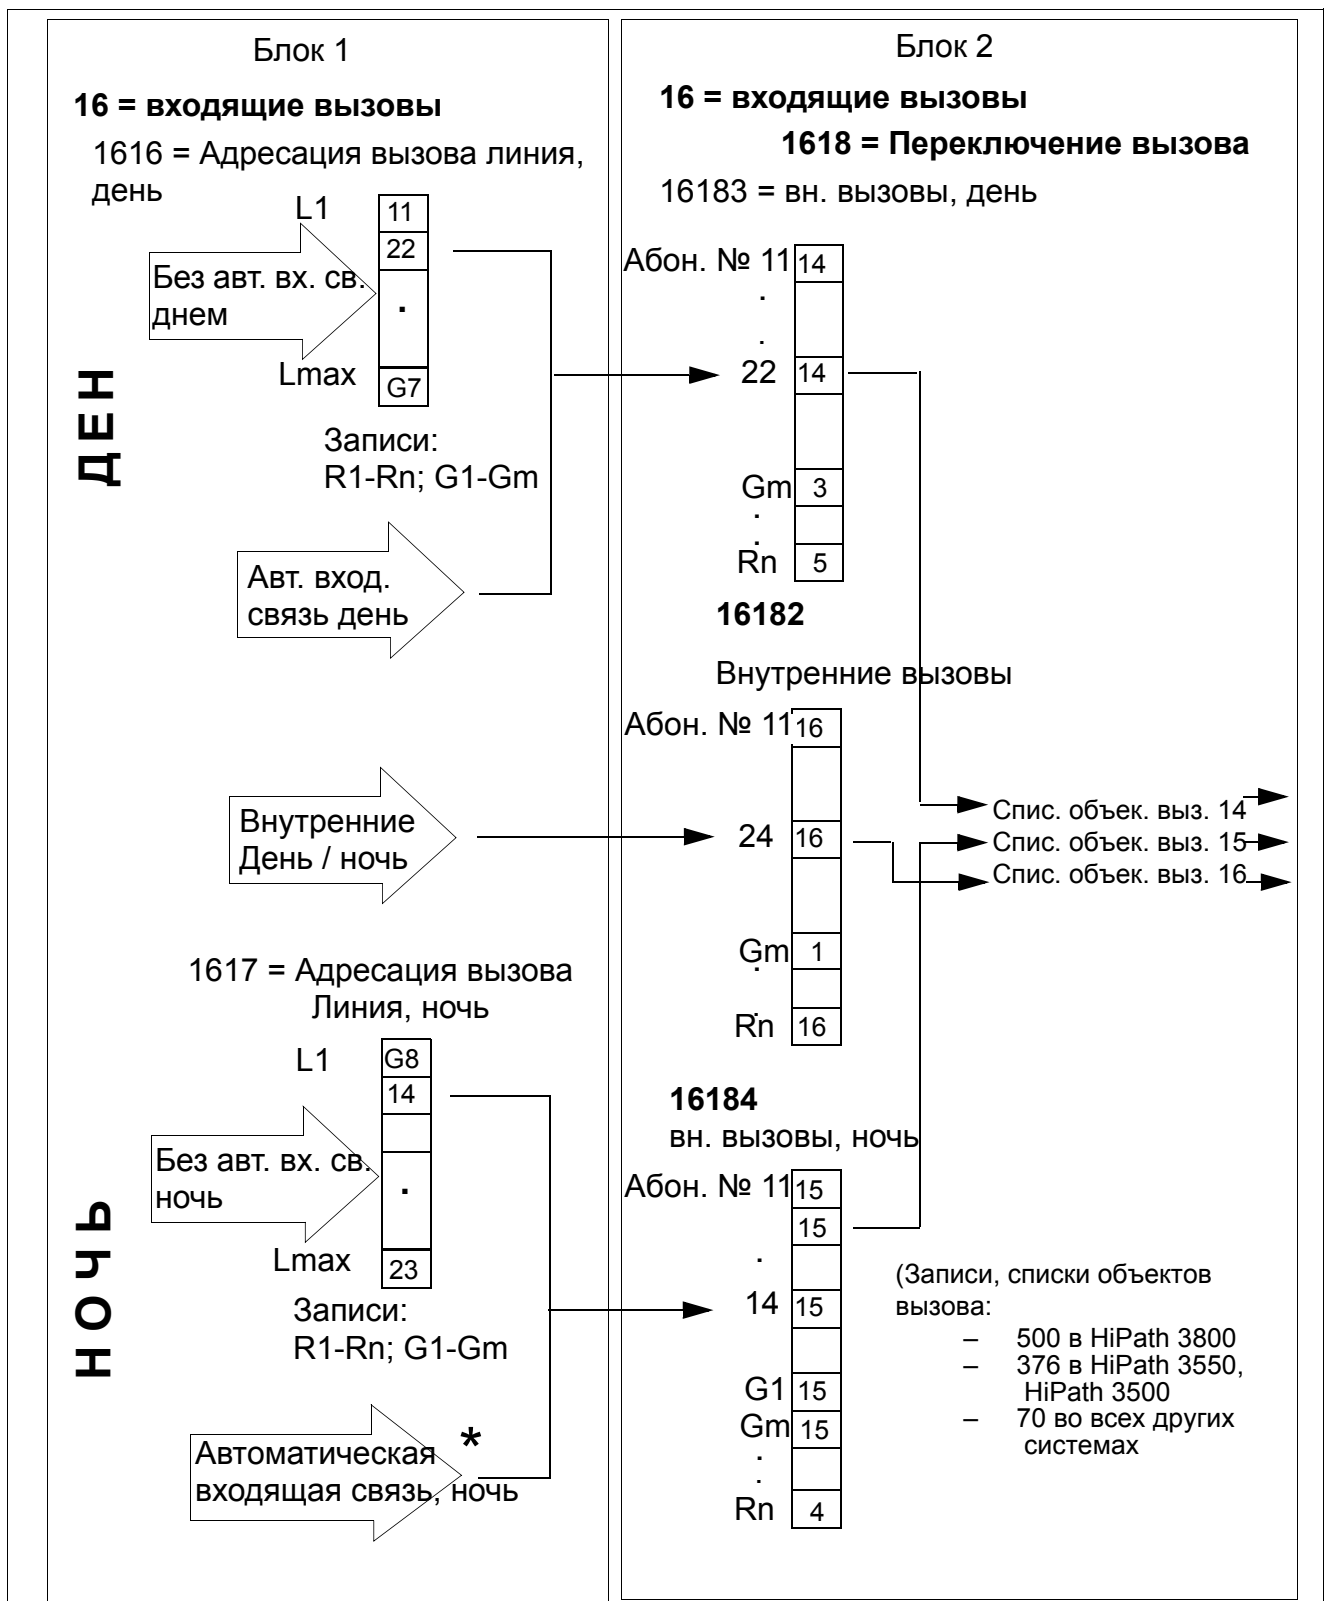 Блок 1
16 = входящие вызовы
1616 = Адресация вызова линия,
день
L1
11
22
Без авт. вх. св.
днем
.
Lmax
G7
ДЕН
Записи:
R1-Rn; G1-Gm
Авт. вход.
связь день
Внутренние
День / ночь
1617 = Адресация вызова
Линия, ночь
L1
G8
14
Без авт. вх. св.
ночь
.
Lmax
23
НОЧЬ
Записи:
R1-Rn; G1-Gm
Автоматическая *
входящая связь, ночь
Блок 2
16 = входящие вызовы
1618 = Переключение вызова
16183 = вн. вызовы, день
Абон. № 11 14
.
.
22 14
Gm 3
.
.
Rn 5
16182
Внутренние вызовы
Абон. № 11 16
24 16
Gm 1
.
.
Rn 16
Спис. объек. выз. 14
Спис. объек. выз. 15
Спис. объек. выз. 16
16184
вн. вызовы, ночь
Абон. № 11 15
15
.
14 15
G1 15
Gm 15
.
.
Rn 4
(Записи, списки объектов
вызова:
– 500 в HiPath 3800
– 376 в HiPath 3550,
HiPath 3500
– 70 во всех других
системах